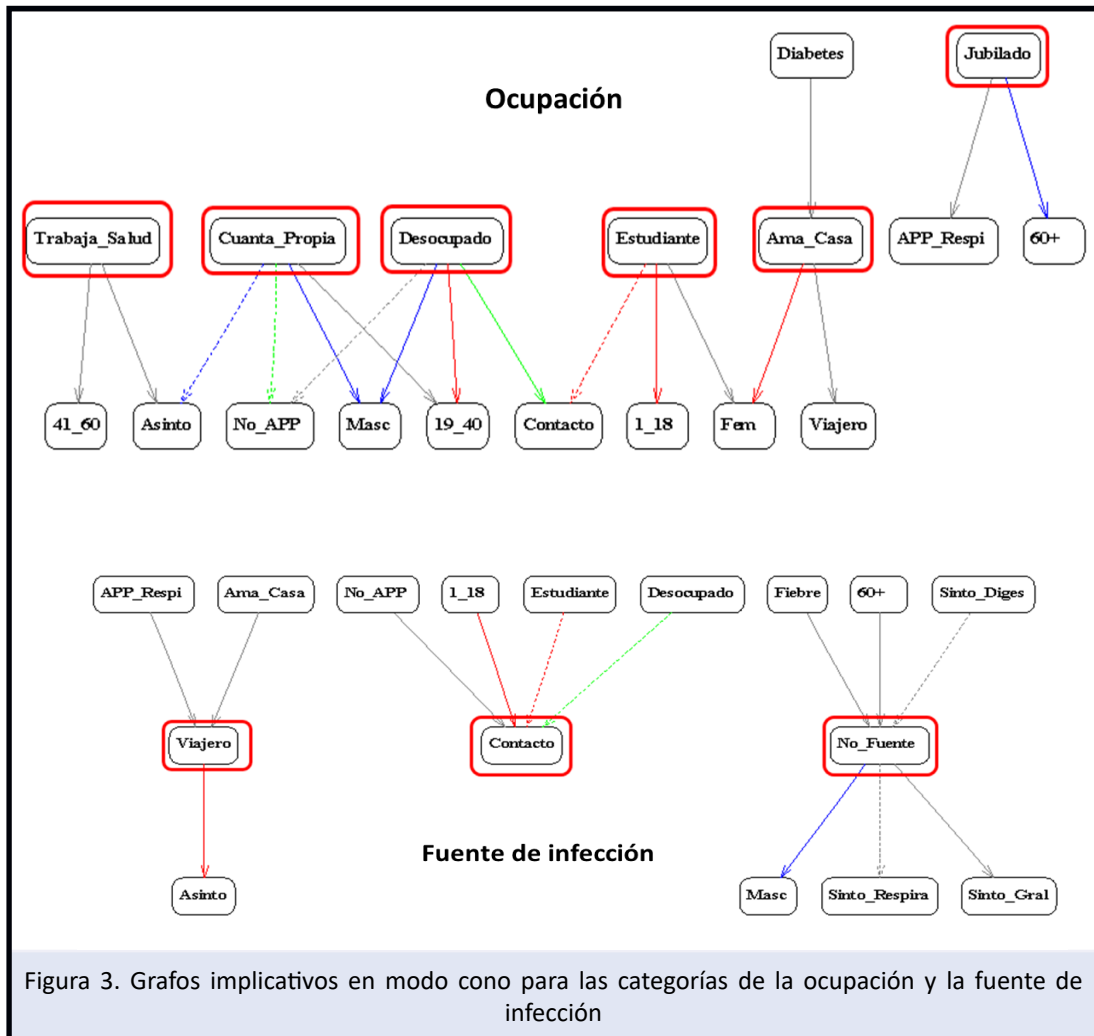 Diabetes Jubilado
Ocupación
Trabaja_Salud Cuanta_Propia Desocupado Estudiante Ama_Casa APP_Respi 60+
41_60 Asinto No_APP Masc 19_40 Contacto 1_18 Fem Viajero
APP_Respi Ama_Casa No_APP 1_18 Estudiante Desocupado Fiebre 60+ Sinto_Diges
Viajero Contacto No_Fuente
Fuente de infección
Asinto Masc Sinto_Respira Sinto_Gral
Figura 3. Grafos implicativos en modo cono para las categorías de la ocupación y la fuente de
infección